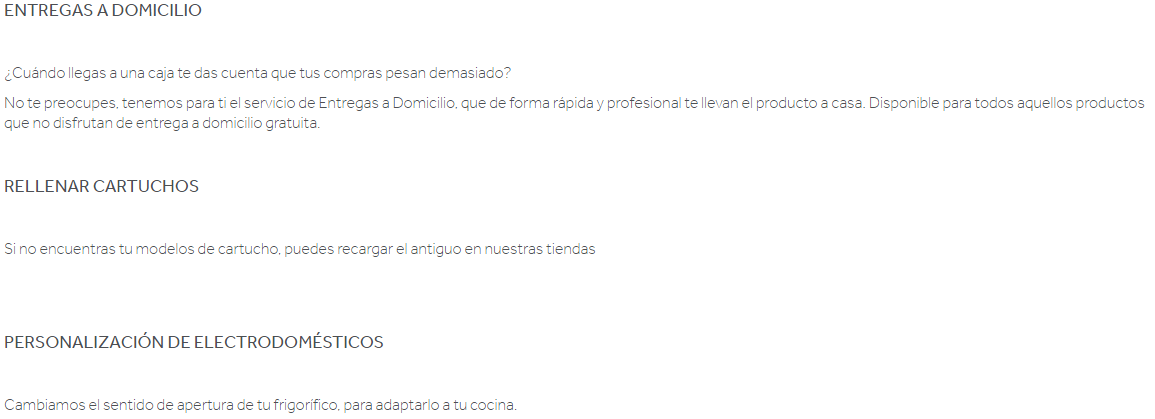 ENTREGAS A DOMICILIO
¿Cuándo llegas a una caja te das cuenta que tus compras pesan demasiado?
No te preocupes, tenemos para ti el servicio de Entregas a Domicilio, que de forma rápida y profesional te llevan el producto a casa. Disponible para todos aquellos productos
que no disfrutan de entrega a domicilio gratuita.
RELLENAR CARTUCHOS
Si no encuentras tu modelos de cartucho, puedes recargar el antiguo en nuestras tiendas
PERSONALIZACIÓN DE ELECTRODOMÉSTICOS
Cambiamos el sentido de apertura de tu frigorífico, para adaptarlo a tu cocina.